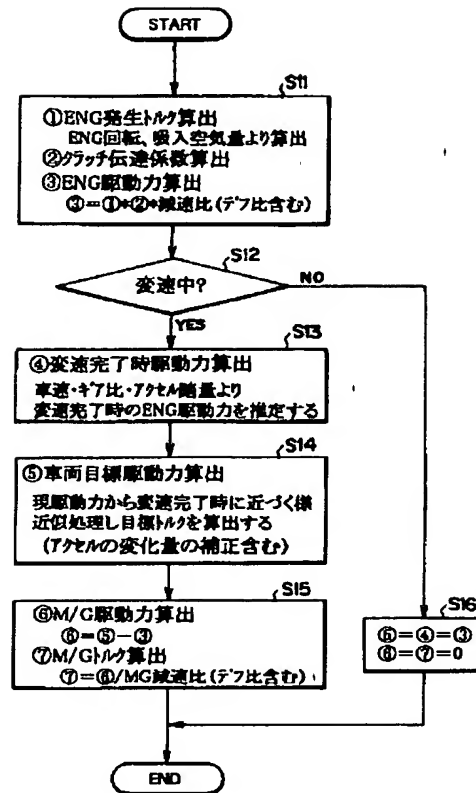 START
S11
①ENG発生トルク算出
ENG回転、吸入空気量より算出
②クラッチ伝達係数算出
③ENG駆動力算出
③=①*②*減速比(デフ比含む)
S12
変速中?
NO
YES
S13
④変速完了時駆動力算出
車速・ギア比・アクセル踏量より
変速完了時のENG駆動力を推定する
S14
⑤車両目標駆動力算出
現駆動力から変速完了時に近づく様
近似処理し目標トルクを算出する
(アクセルの変化量の補正含む)
S15
⑥M/G駆動力算出
⑥=⑤-③
⑦M/Gトルク算出
⑦=⑥/MG減速比(デフ比含む)
S16
⑤=④=③
⑥=⑦=0
END